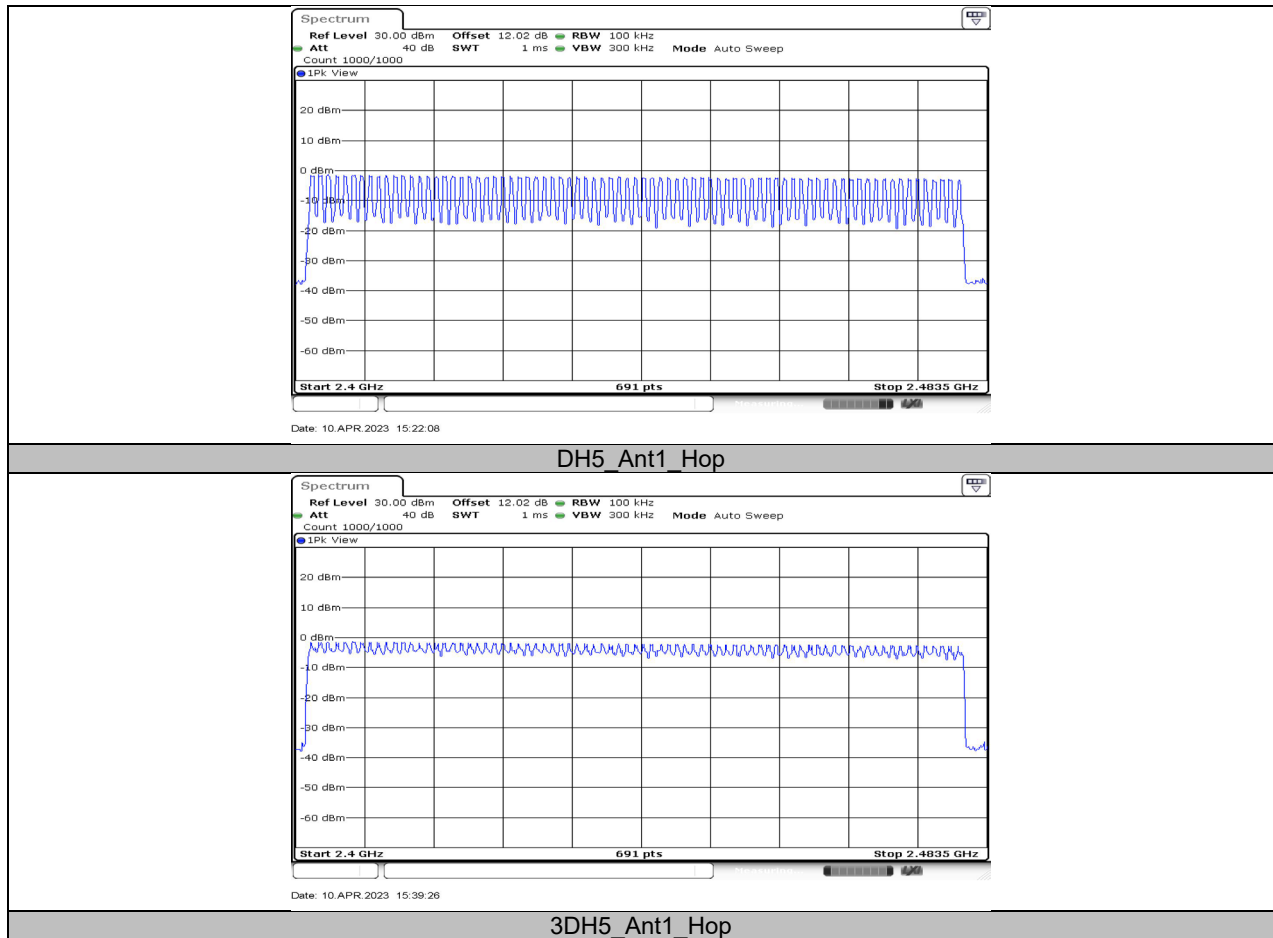 Spectrum
Ref Level 30.00 dBm Offset 12.02 dB RBW 100 kHz
Att 40 dB SWT 1 ms VBW 300 kHz Mode Auto Sweep
Count 1000/1000
1Pk View
20 dBm
10 dBm
0 dBm
-10 dBm
-20 dBm
-30 dBm
-40 dBm
-50 dBm
-60 dBm
Start 2.4 GHz 691 pts Stop 2.4835 GHz
Measuring...
Date: 10.APR.2023 15:22:08
DH5_Ant1_Hop
Spectrum
Ref Level 30.00 dBm Offset 12.02 dB RBW 100 kHz
Att 40 dB SWT 1 ms VBW 300 kHz Mode Auto Sweep
Count 1000/1000
1Pk View
20 dBm
10 dBm
0 dBm
-10 dBm
-20 dBm
-30 dBm
-40 dBm
-50 dBm
-60 dBm
Start 2.4 GHz 691 pts Stop 2.4835 GHz
Measuring...
Date: 10.APR.2023 15:39:26
3DH5_Ant1_Hop